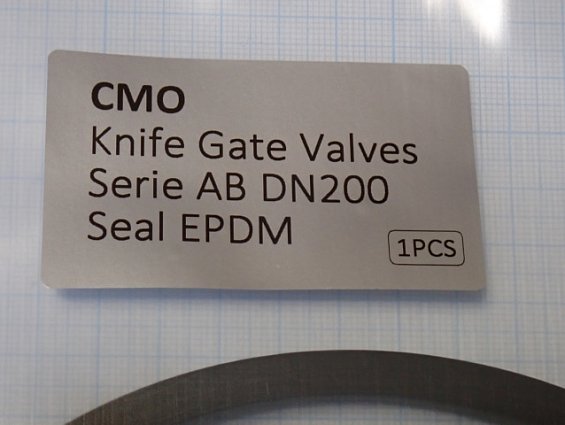 CMO
Knife Gate Valves
Serie AB DN200
Seal EPDM
1PCS